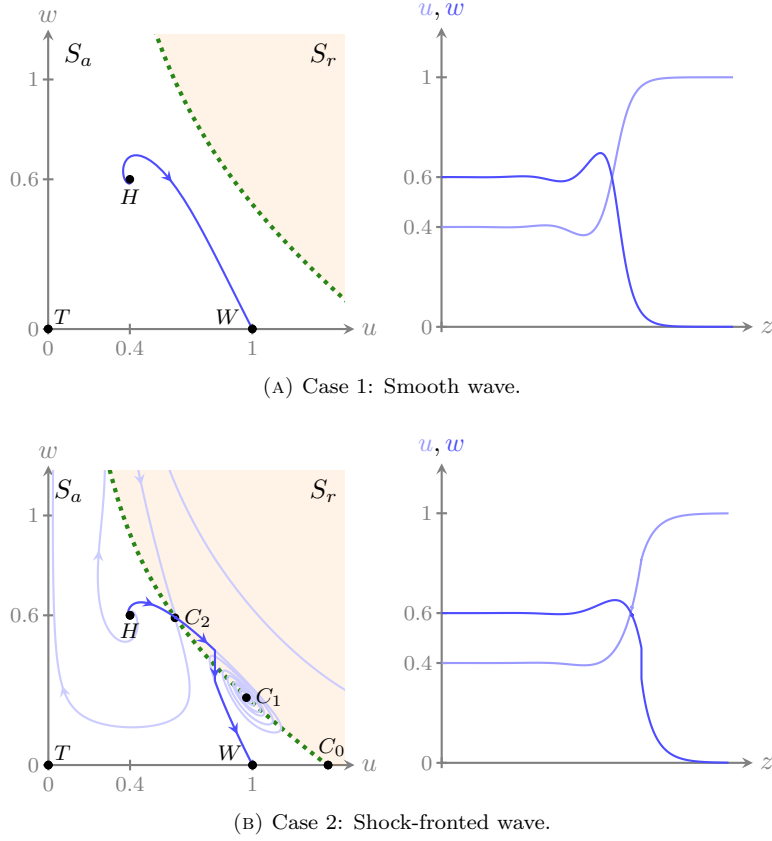 w
u, w
S_a
S_r
1
1
0.6
H
0.6
0.4
T
W
0
u
0
z
0
0.4
1
(A) Case 1: Smooth wave.
w
u, w
S_a
S_r
1
1
0.6
H
C_2
0.6
0.4
C_1
T
W
C_0
0
u
0
z
0
0.4
1
(B) Case 2: Shock-fronted wave.